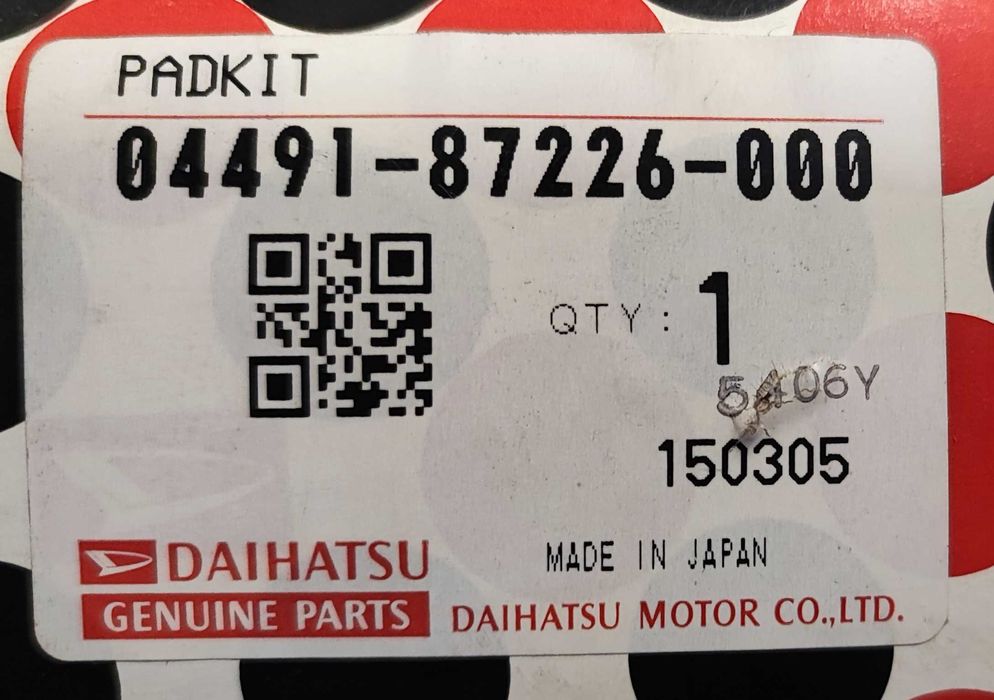 PADKIT
04491-87226-000
QTY: 1
150305
MADE IN JAPAN
DAIHATSU
GENUINE PARTS
DAIHATSU MOTOR CO.,LTD.